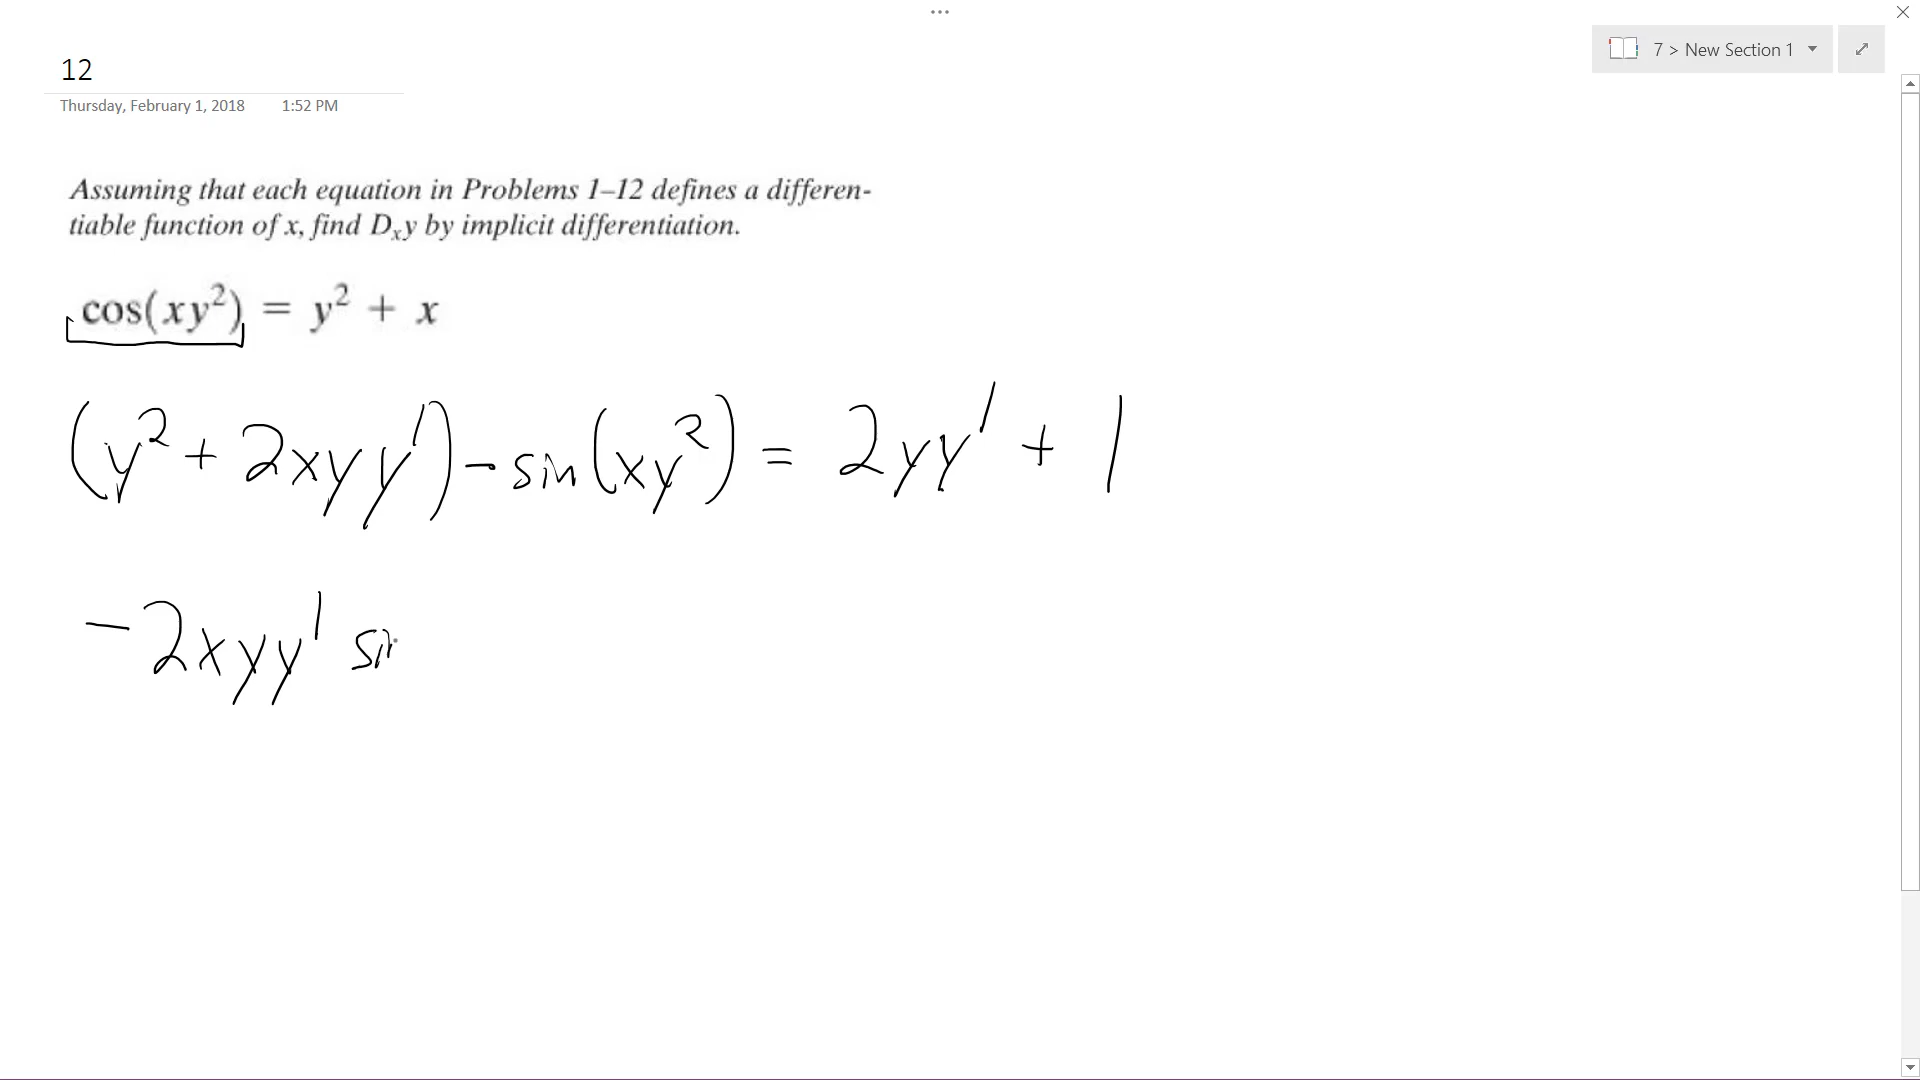 ...
7 > New Section 1
12
Thursday, February 1, 2018 1:52 PM
Assuming that each equation in Problems 1–12 defines a differen-
tiable function of x, find Dₓy by implicit differentiation.
cos(xy²) = y² + x
(y² + 2xyy') - sin(xy²) = 2yy' + 1
-2xyy' si